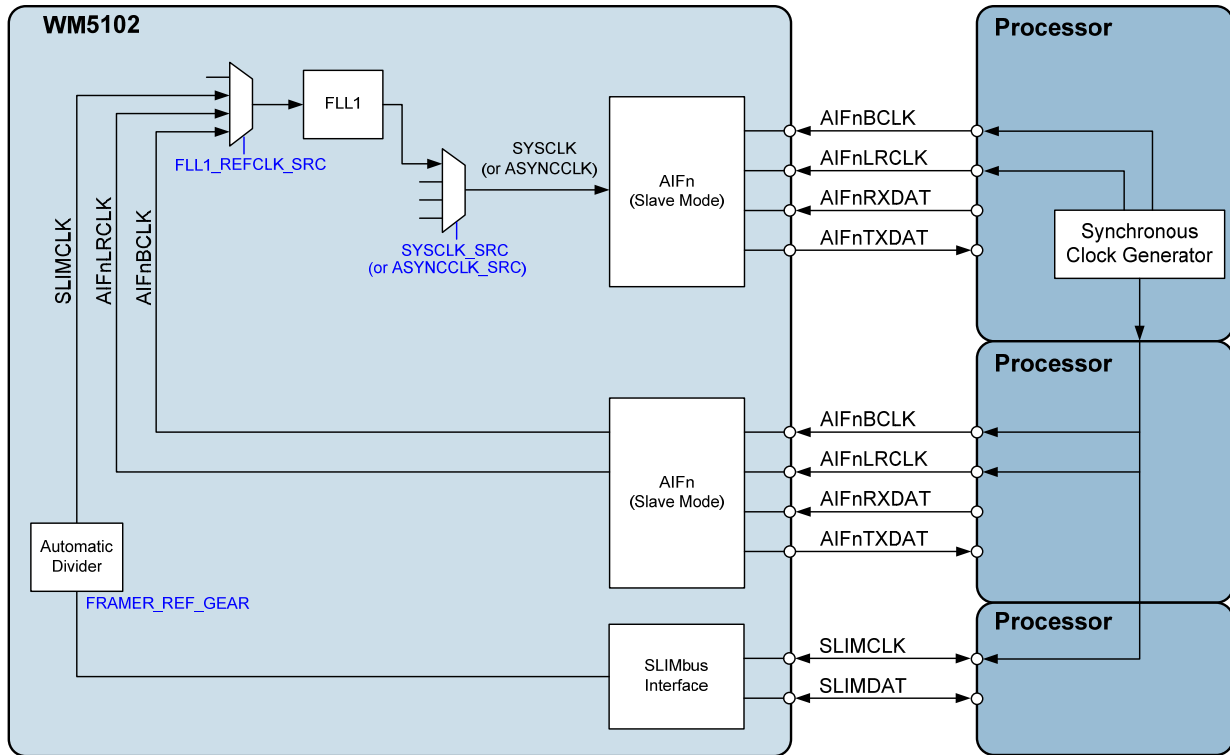 WM5102
Processor
FLL1
FLL1_REFCLK_SRC
SYSCLK
(or ASYNCCLK)
SYSCLK_SRC
(or ASYNCCLK_SRC)
AIFn
(Slave Mode)
AIFnBCLK
AIFnLRCLK
AIFnRXDAT
AIFnTXDAT
Synchronous
Clock Generator
SLIMCLK
AIFnLRCLK
AIFnBCLK
Processor
AIFn
(Slave Mode)
AIFnBCLK
AIFnLRCLK
AIFnRXDAT
AIFnTXDAT
Automatic
Divider
FRAMER_REF_GEAR
Processor
SLIMbus
Interface
SLIMCLK
SLIMDAT